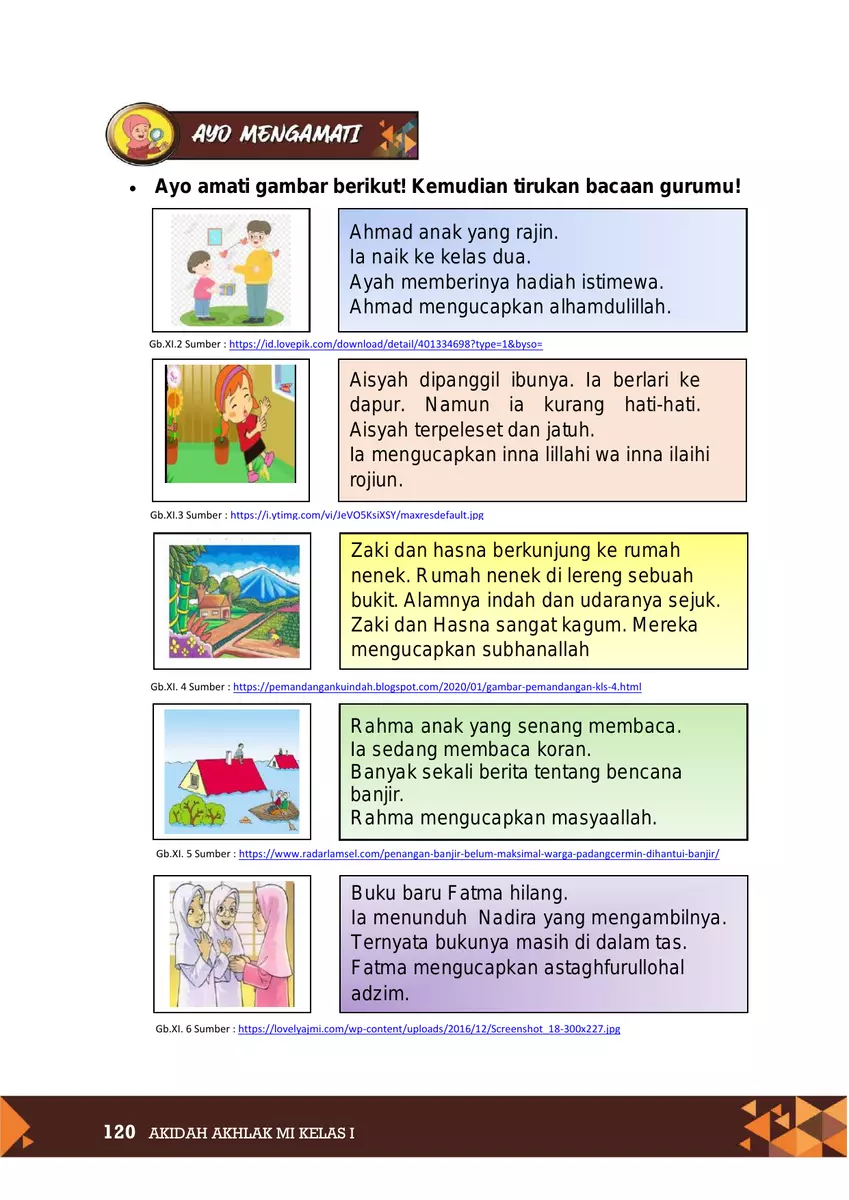 AYO MENGAMATI
• Ayo amati gambar berikut! Kemudian tirukan bacaan gurumu!
Ahmad anak yang rajin.
Ia naik ke kelas dua.
Ayah memberinya hadiah istimewa.
Ahmad mengucapkan alhamdulillah.
Gb.XI.2 Sumber : https://id.lovepik.com/download/detail/401334698?type=1&byso=
Aisyah dipanggil ibunya. Ia berlari ke
dapur. Namun ia kurang hati-hati.
Aisyah terpeleset dan jatuh.
Ia mengucapkan inna lillahi wa inna ilaihi
rojiun.
Gb.XI.3 Sumber : https://i.ytimg.com/vi/JeVO5KsiXSY/maxresdefault.jpg
Zaki dan hasna berkunjung ke rumah
nenek. Rumah nenek di lereng sebuah
bukit. Alamnya indah dan udaranya sejuk.
Zaki dan Hasna sangat kagum. Mereka
mengucapkan subhanallah
Gb.XI. 4 Sumber : https://pemandangankuindah.blogspot.com/2020/01/gambar-pemandangan-kls-4.html
Rahma anak yang senang membaca.
Ia sedang membaca koran.
Banyak sekali berita tentang bencana
banjir.
Rahma mengucapkan masyaallah.
Gb.XI. 5 Sumber : https://www.radarlamsel.com/penangan-banjir-belum-maksimal-warga-padangcermin-dihantui-banjir/
Buku baru Fatma hilang.
Ia menunduh Nadira yang mengambilnya.
Ternyata bukunya masih di dalam tas.
Fatma mengucapkan astaghfurullohal
adzim.
Gb.XI. 6 Sumber : https://lovelyajmi.com/wp-content/uploads/2016/12/Screenshot_18-300x227.jpg
120 AKIDAH AKHLAK MI KELAS I